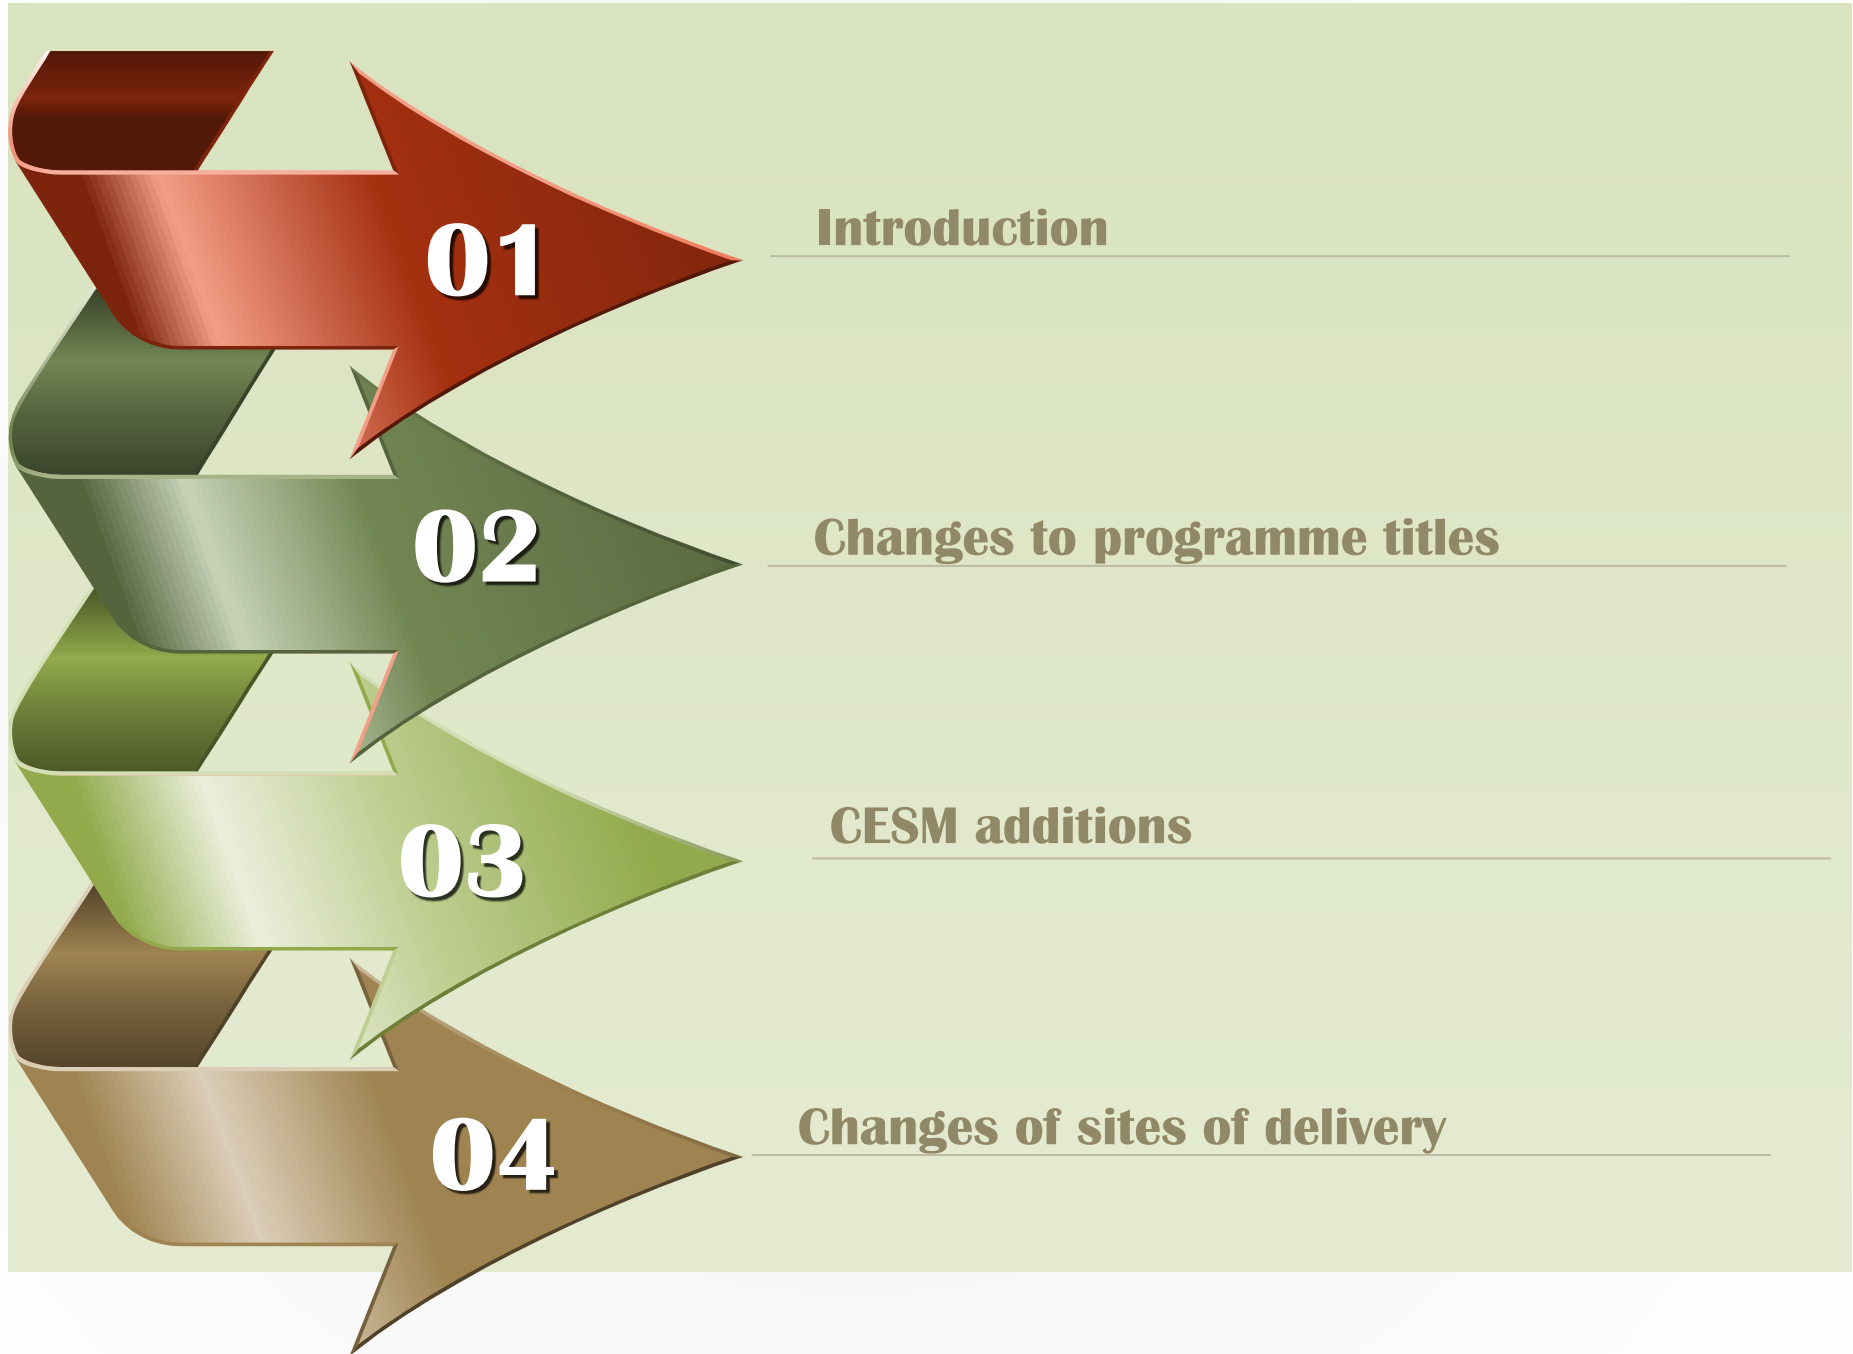 01
Introduction
02
Changes to programme titles
03
CESM additions
04
Changes of sites of delivery